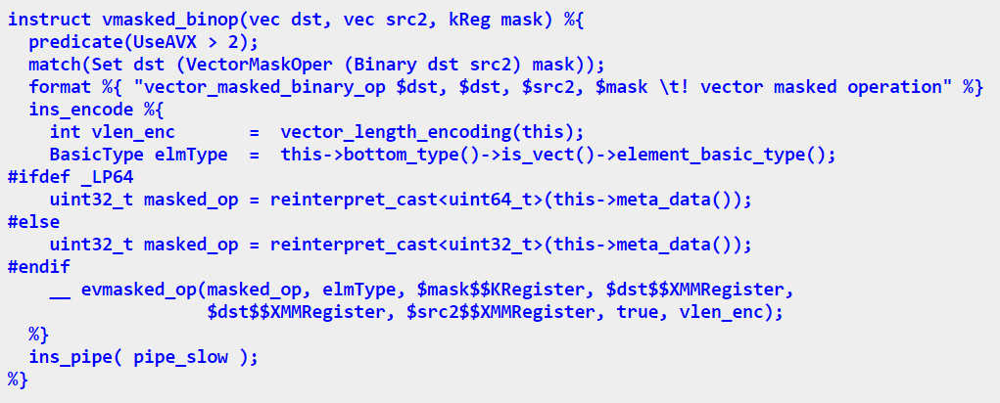 instruct vmasked_binop(vec dst, vec src2, kReg mask) %{
  predicate(UseAVX > 2);
  match(Set dst (VectorMaskOper (Binary dst src2) mask));
  format %{ "vector_masked_binary_op $dst, $dst, $src2, $mask \t! vector masked operation" %}
  ins_encode %{
    int vlen_enc       =  vector_length_encoding(this);
    BasicType elmType  =  this->bottom_type()->is_vect()->element_basic_type();
#ifdef _LP64
    uint32_t masked_op = reinterpret_cast<uint64_t>(this->meta_data());
#else
    uint32_t masked_op = reinterpret_cast<uint32_t>(this->meta_data());
#endif
    __ evmasked_op(masked_op, elmType, $mask$$KRegister, $dst$$XMMRegister,
                   $dst$$XMMRegister, $src2$$XMMRegister, true, vlen_enc);
  %}
  ins_pipe( pipe_slow );
%}